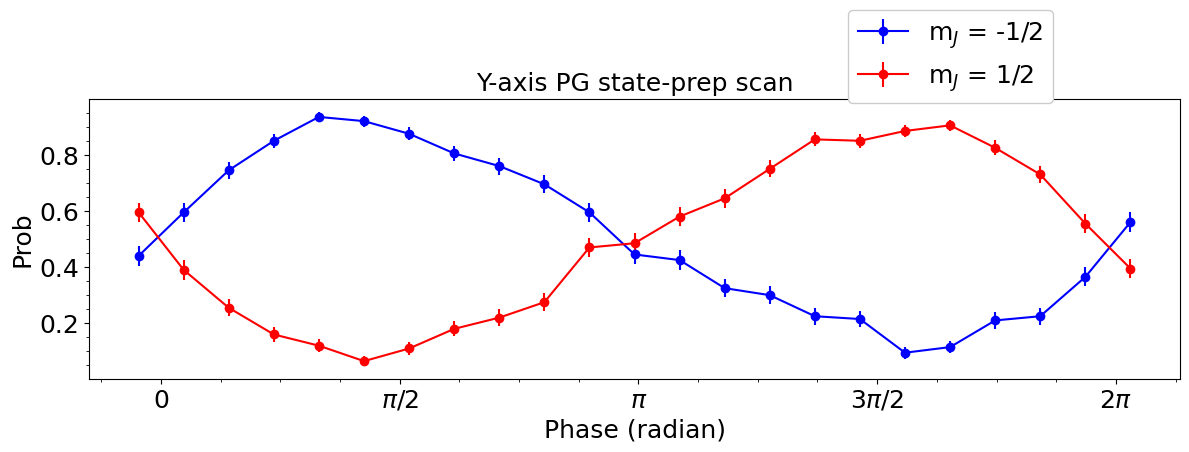 m_J = -1/2
m_J = 1/2
Y-axis PG state-prep scan
Prob
0.8
0.6
0.4
0.2
0 π/2 π 3π/2 2π
Phase (radian)